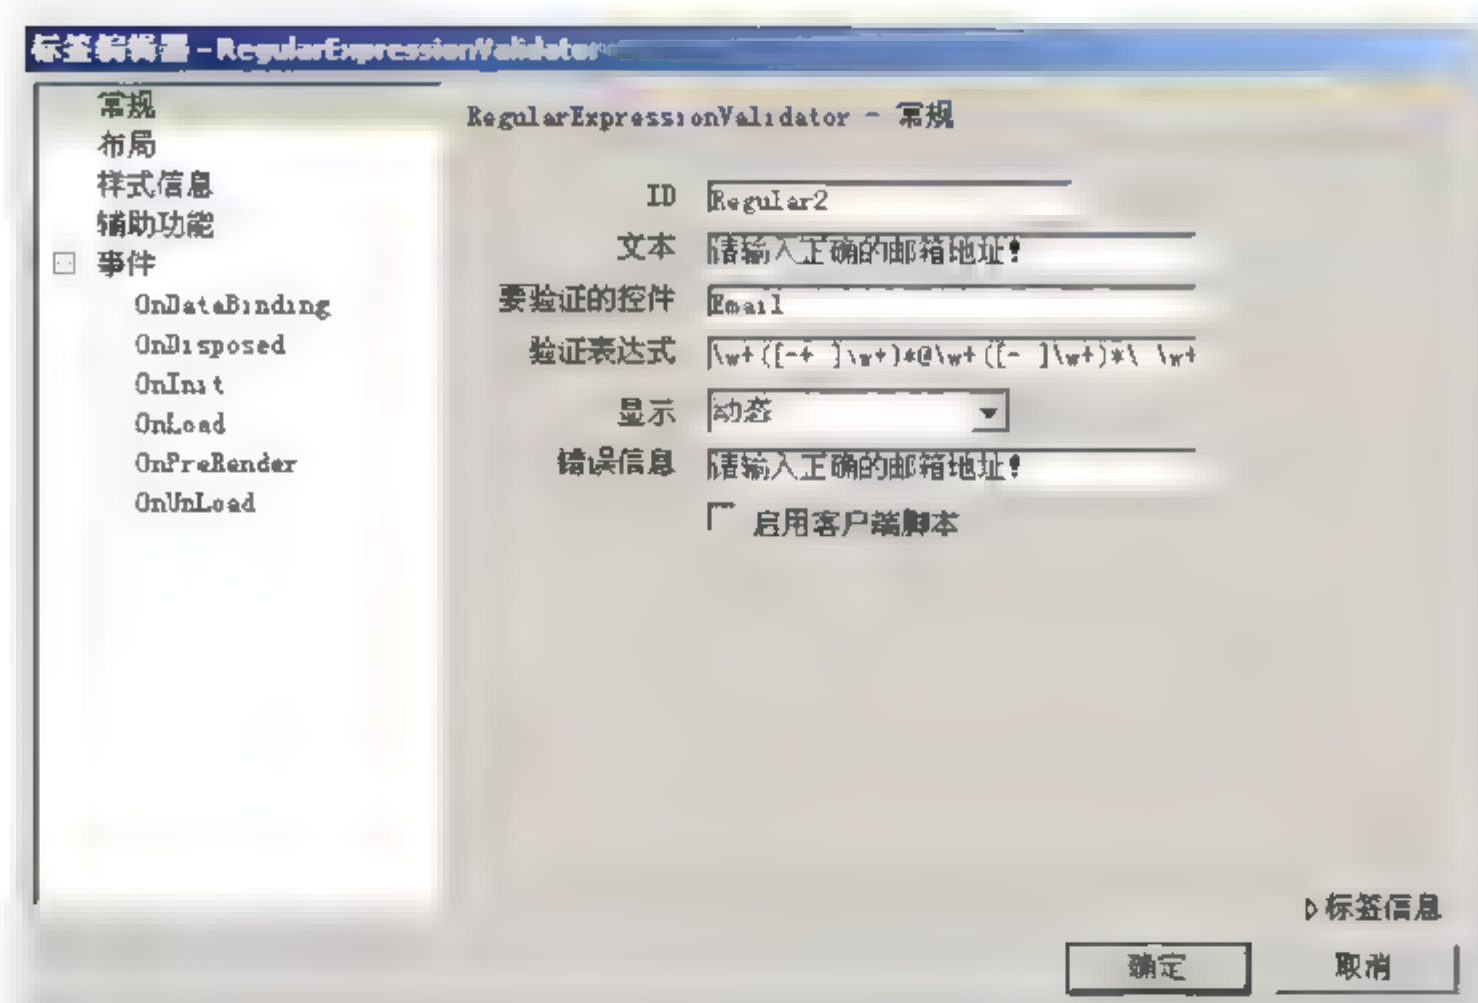 标签编辑器 - RegularExpressionValidator
常规
布局
样式信息
辅助功能
事件
OnDataBinding
OnDisposed
OnInit
OnLoad
OnPreRender
OnUnLoad
RegularExpressionValidator - 常规
ID Regular2
文本 请输入正确的邮箱地址!
要验证的控件 Email
验证表达式 \w+([-+.]\w+)*@\w+([-.]\w+)*\.\w+
显示 动态
错误信息 请输入正确的邮箱地址!
启用客户端脚本
标签信息
确定 取消